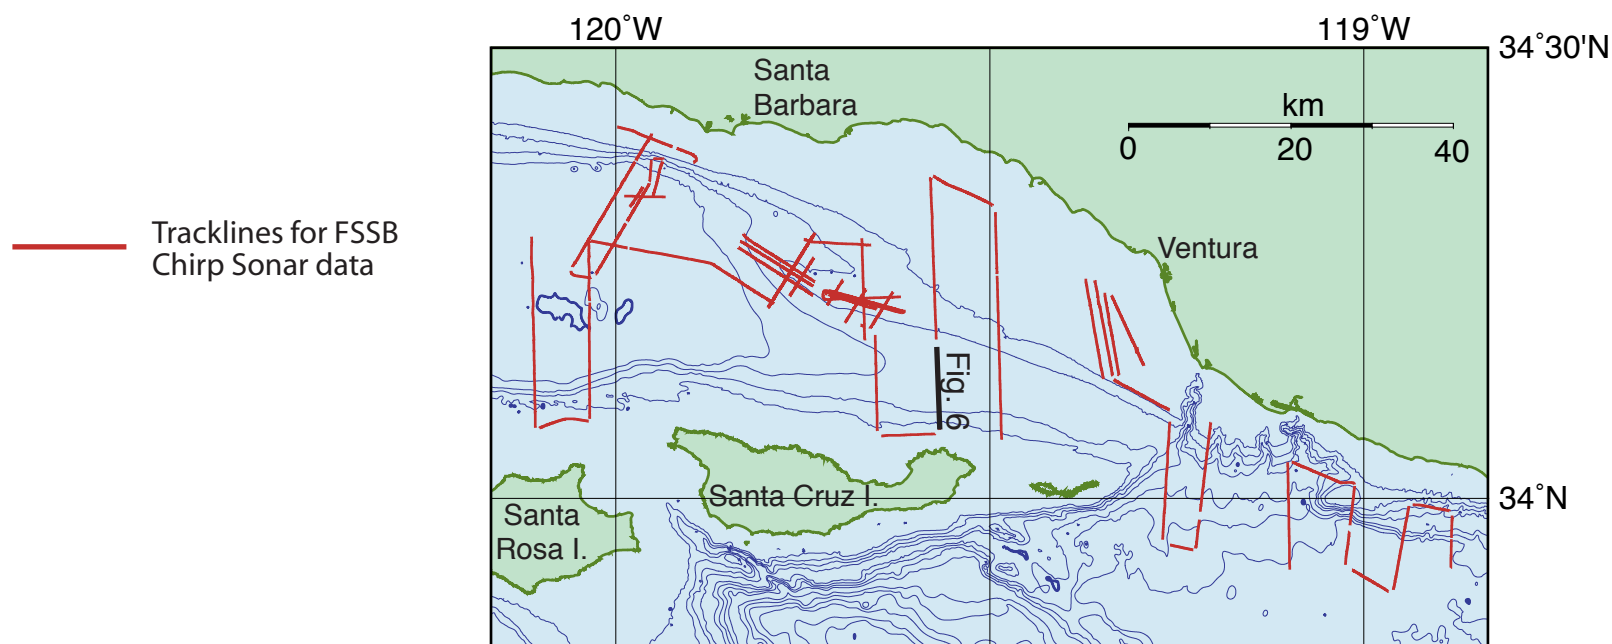 120˚W
119˚W
34˚30'N
Santa
Barbara
km
0
20
40
Tracklines for FSSB
Chirp Sonar data
Ventura
Fig. 6
Santa Cruz I.
34˚N
Santa
Rosa I.